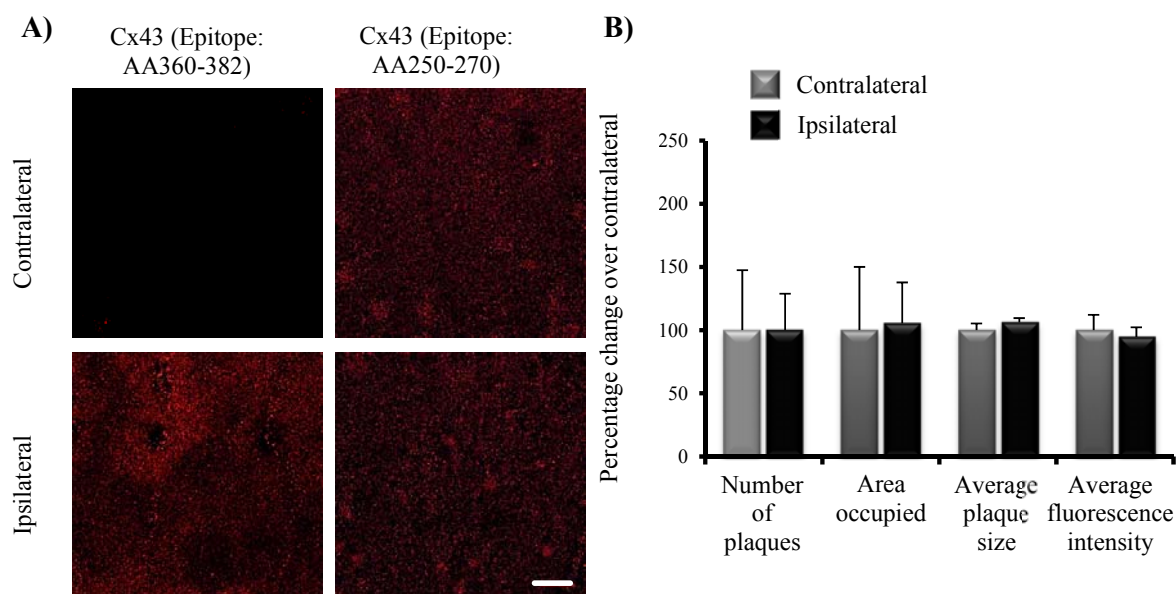 A)
Cx43 (Epitope:
AA360-382)
Cx43 (Epitope:
AA250-270)
Contralateral
Ipsilateral
B)
Contralateral
Ipsilateral
Percentage change over contralateral
250
200
150
100
50
0
Number
of
plaques
Area
occupied
Average
plaque
size
Average
fluorescence
intensity